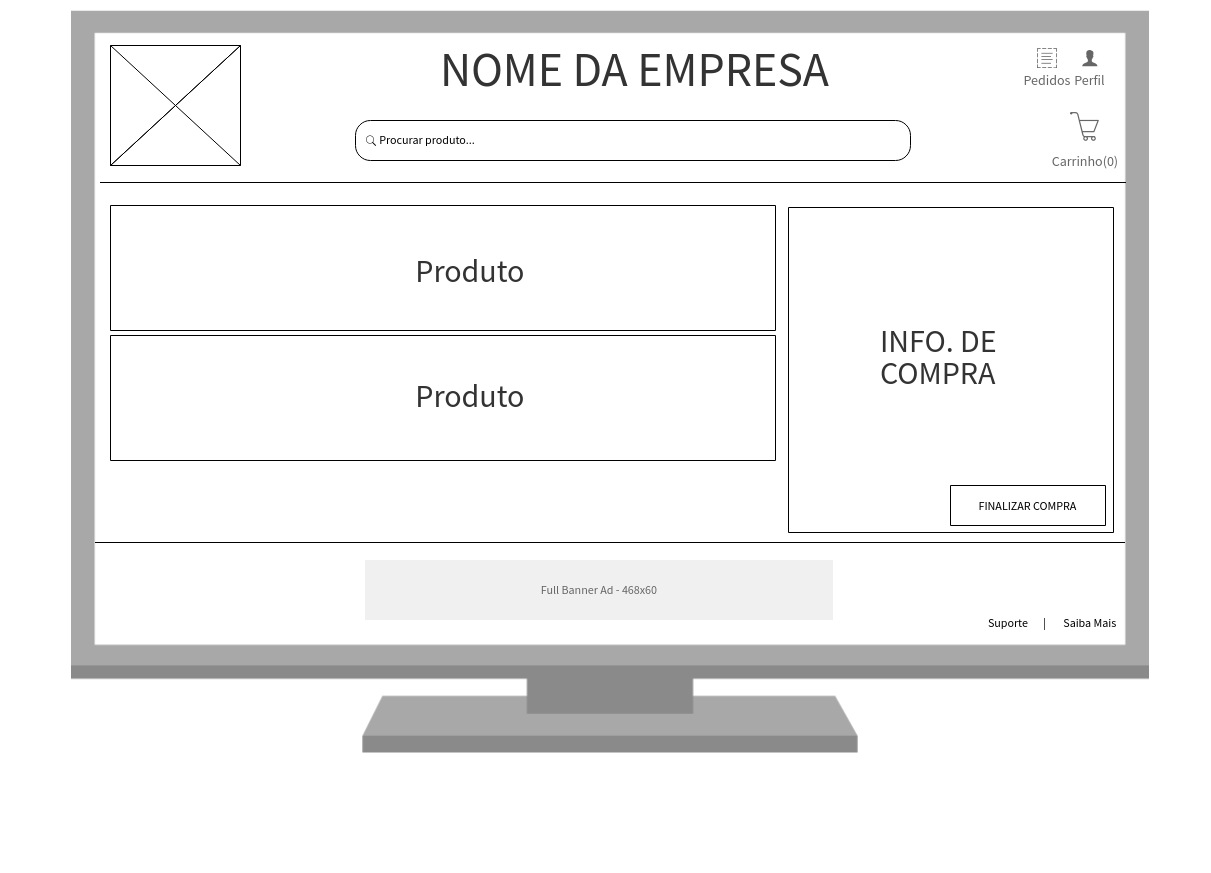 NOME DA EMPRESA
Pedidos Perfil
Procurar produto...
Carrinho(0)
Produto
Produto
INFO. DE
COMPRA
FINALIZAR COMPRA
Full Banner Ad - 468x60
Suporte | Saiba Mais